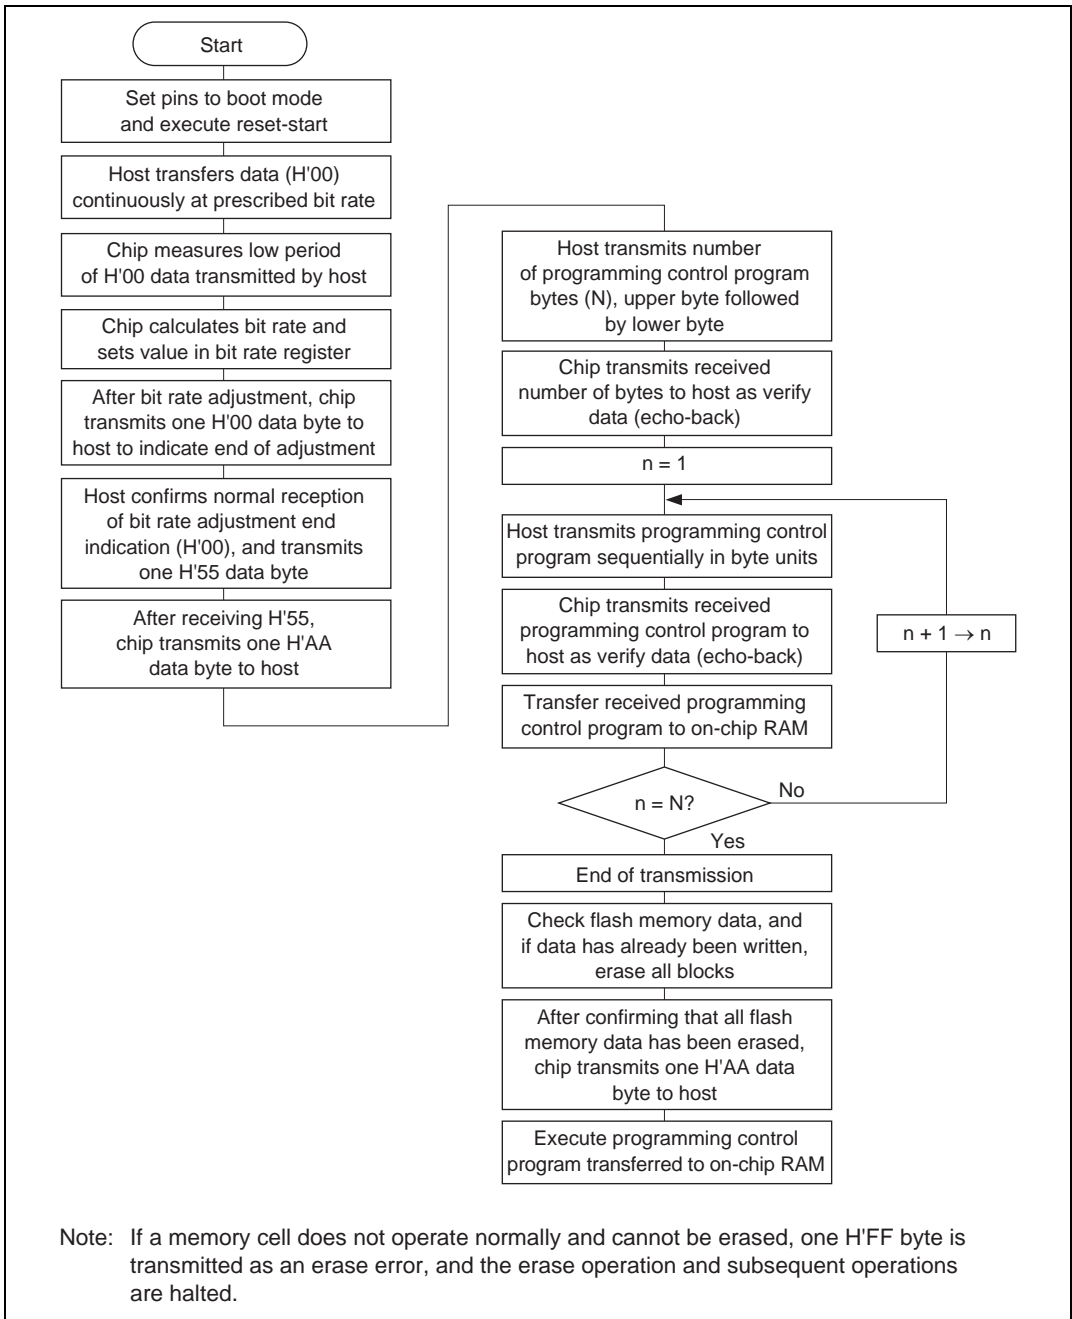 Start
Set pins to boot mode
and execute reset-start
Host transfers data (H'00)
continuously at prescribed bit rate
Chip measures low period
of H'00 data transmitted by host
Chip calculates bit rate and
sets value in bit rate register
After bit rate adjustment, chip
transmits one H'00 data byte to
host to indicate end of adjustment
Host confirms normal reception
of bit rate adjustment end
indication (H'00), and transmits
one H'55 data byte
After receiving H'55,
chip transmits one H'AA
data byte to host
Host transmits number
of programming control program
bytes (N), upper byte followed
by lower byte
Chip transmits received
number of bytes to host as verify
data (echo-back)
n = 1
Host transmits programming control
program sequentially in byte units
Chip transmits received
programming control program to
host as verify data (echo-back)
n + 1 → n
Transfer received programming
control program to on-chip RAM
n = N?
No
Yes
End of transmission
Check flash memory data, and
if data has already been written,
erase all blocks
After confirming that all flash
memory data has been erased,
chip transmits one H'AA data
byte to host
Execute programming control
program transferred to on-chip RAM
Note: If a memory cell does not operate normally and cannot be erased, one H'FF byte is
transmitted as an erase error, and the erase operation and subsequent operations
are halted.